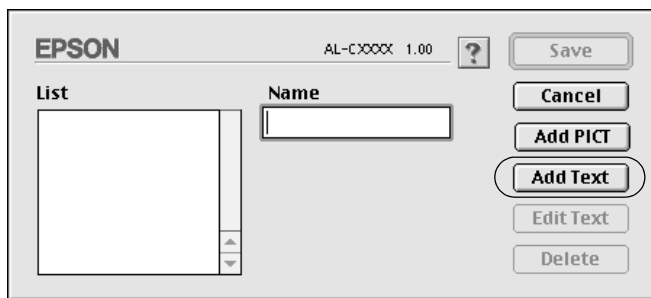 EPSON
AL-CXXXX 1.00
?
Save
List
Name
Cancel
Add PICT
Add Text
Edit Text
Delete